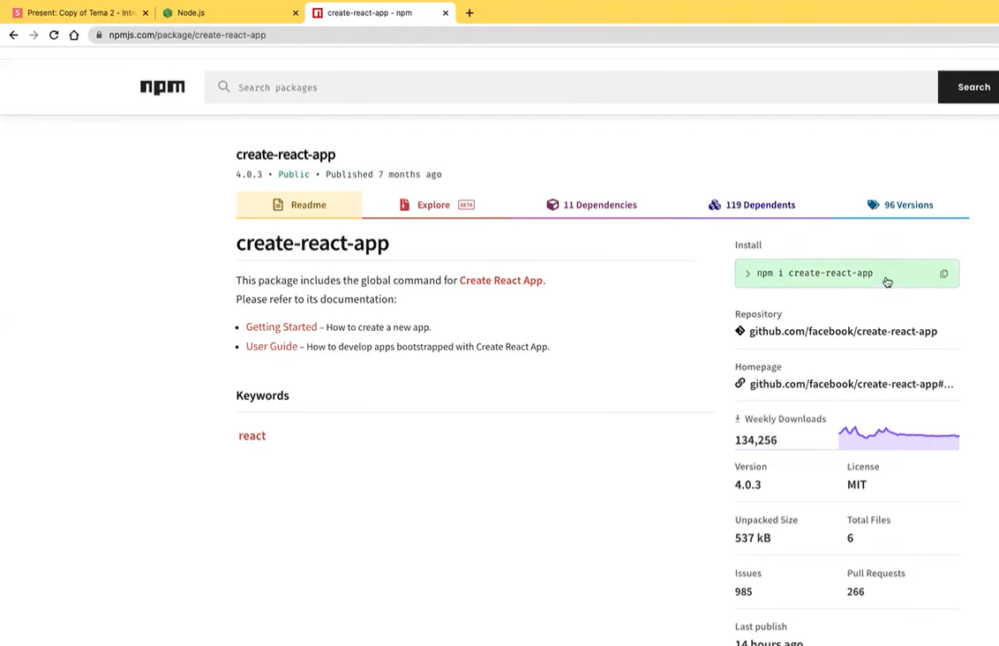 Present: Copy of Tema 2 - Intr
Node.js
create-react-app - npm
npmjs.com/package/create-react-app
npm
Search packages
Search
create-react-app
4.0.3 • Public • Published 7 months ago
Readme
Explore BETA
11 Dependencies
119 Dependents
96 Versions
create-react-app
This package includes the global command for Create React App.
Please refer to its documentation:
• Getting Started – How to create a new app.
• User Guide – How to develop apps bootstrapped with Create React App.
Keywords
react
Install
> npm i create-react-app
Repository
github.com/facebook/create-react-app
Homepage
github.com/facebook/create-react-app#...
Weekly Downloads
134,256
Version
License
4.0.3
MIT
Unpacked Size
Total Files
537 kB
6
Issues
Pull Requests
985
266
Last publish
14 hours ago